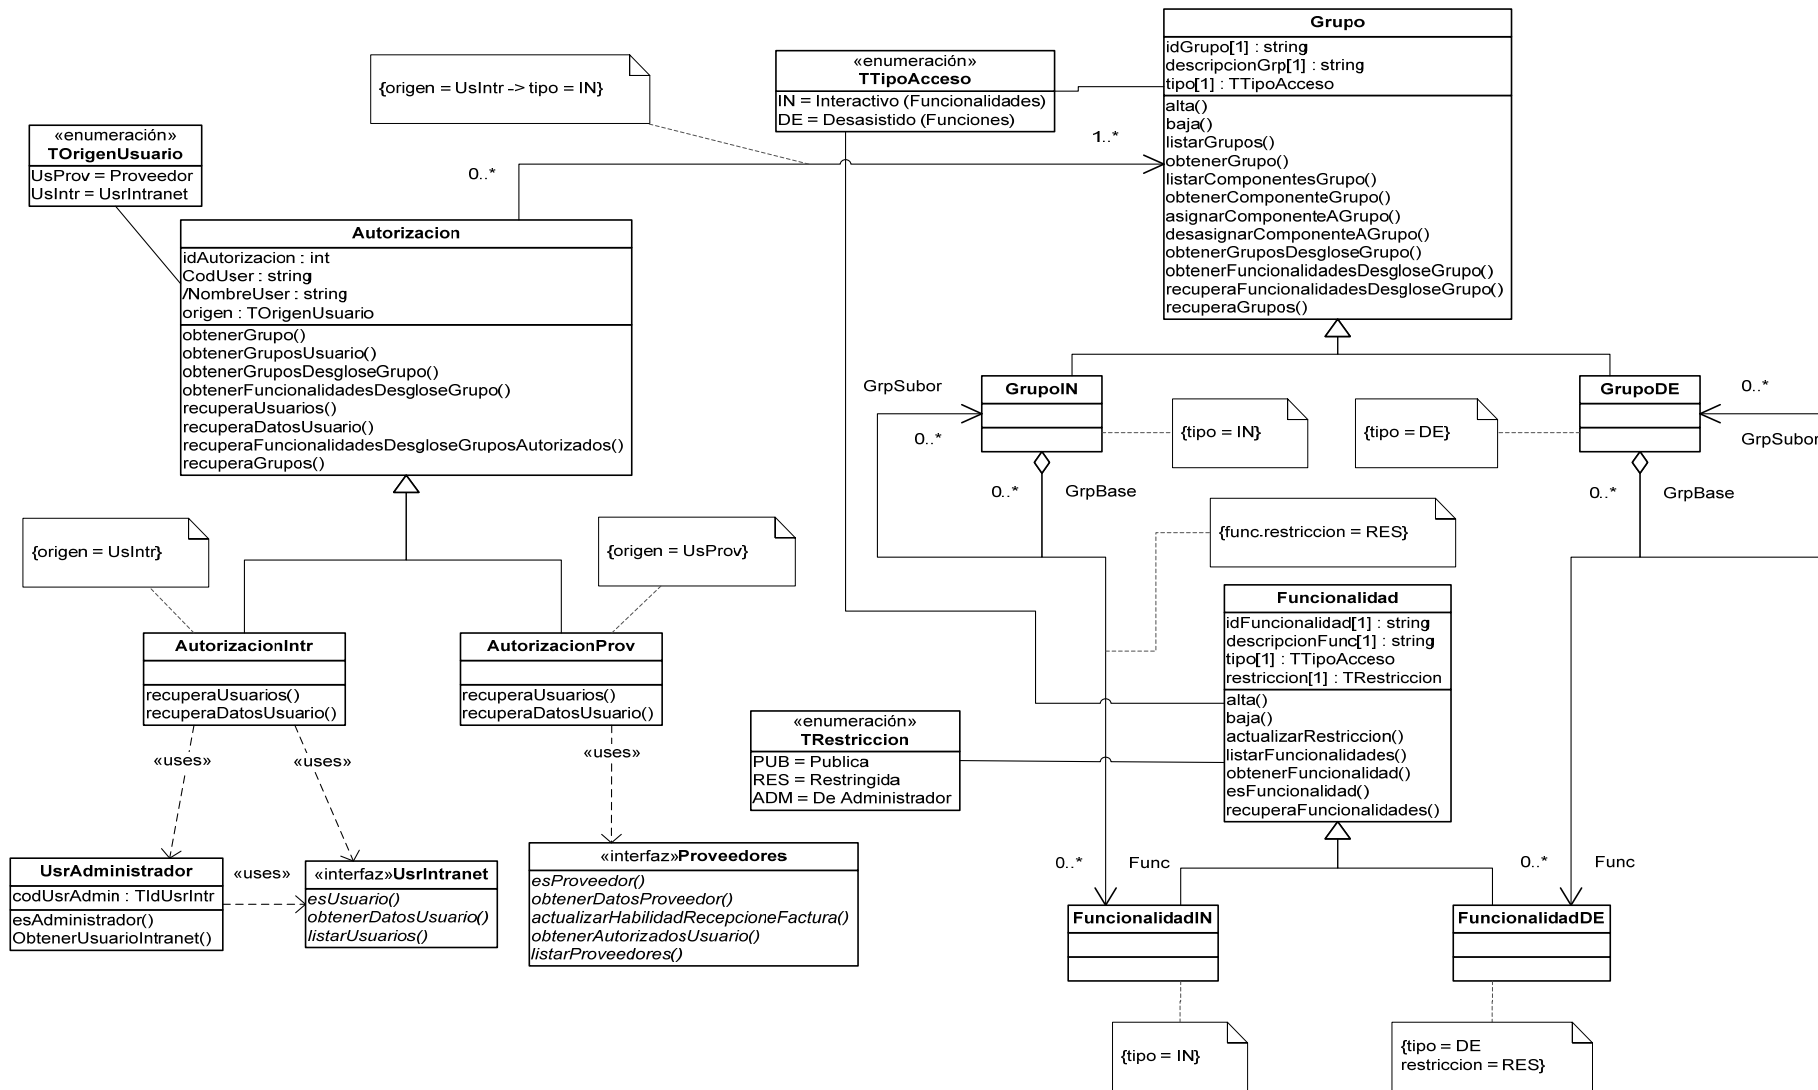 Grupo
idGrupo[1] : string
descripcionGrp[1] : string
tipo[1] : TTipoAcceso
alta()
baja()
listarGrupos()
obtenerGrupo()
listarComponentesGrupo()
obtenerComponenteGrupo()
asignarComponenteAGrupo()
desasignarComponenteAGrupo()
obtenerGruposDesgloseGrupo()
obtenerFuncionalidadesDesgloseGrupo()
recuperaFuncionalidadesDesgloseGrupo()
recuperaGrupos()
«enumeración»
TTipoAcceso
IN = Interactivo (Funcionalidades)
DE = Desasistido (Funciones)
{origen = UsIntr -> tipo = IN}
1..*
0..*
«enumeración»
TOrigenUsuario
UsProv = Proveedor
UsIntr = UsrIntranet
Autorizacion
idAutorizacion : int
CodUser : string
/NombreUser : string
origen : TOrigenUsuario
obtenerGrupo()
obtenerGruposUsuario()
obtenerGruposDesgloseGrupo()
obtenerFuncionalidadesDesgloseGrupo()
recuperaUsuarios()
recuperaDatosUsuario()
recuperaFuncionalidadesDesgloseGruposAutorizados()
recuperaGrupos()
GrpSubor
0..*
GrupoIN
{tipo = IN}
0..*
GrpBase
GrupoDE
{tipo = DE}
0..*
GrpSubor
0..*
GrpBase
{func.restriccion = RES}
{origen = UsIntr}
{origen = UsProv}
AutorizacionIntr
recuperaUsuarios()
recuperaDatosUsuario()
AutorizacionProv
recuperaUsuarios()
recuperaDatosUsuario()
Funcionalidad
idFuncionalidad[1] : string
descripcionFunc[1] : string
tipo[1] : TTipoAcceso
restriccion[1] : TRestriccion
alta()
baja()
actualizarRestriccion()
listarFuncionalidades()
obtenerFuncionalidad()
esFuncionalidad()
recuperaFuncionalidades()
«enumeración»
TRestriccion
PUB = Publica
RES = Restringida
ADM = De Administrador
«uses»
«uses»
«uses»
UsrAdministrador
codUsrAdmin : TIdUsrIntr
esAdministrador()
ObtenerUsuarioIntranet()
«uses»
«interfaz»UsrIntranet
esUsuario()
obtenerDatosUsuario()
listarUsuarios()
«interfaz»Proveedores
esProveedor()
obtenerDatosProveedor()
actualizarHabilidadRecepcioneFactura()
obtenerAutorizadosUsuario()
listarProveedores()
0..*
Func
0..*
Func
FuncionalidadIN
FuncionalidadDE
{tipo = IN}
{tipo = DE
restriccion = RES}